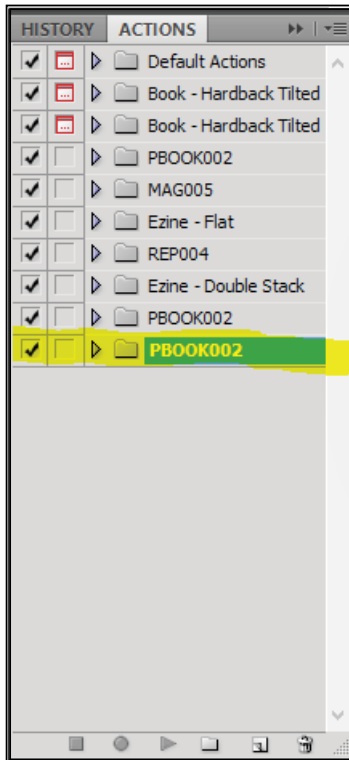 HISTORY ACTIONS
Default Actions
Book - Hardback Tilted
Book - Hardback Tilted
PBOOK002
MAG005
Ezine - Flat
REP004
Ezine - Double Stack
PBOOK002
PBOOK002